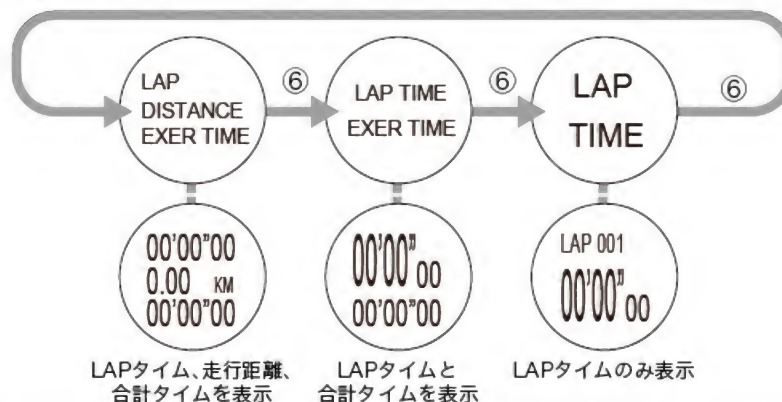 LAP
DISTANCE
EXER TIME
⑥
LAP TIME
EXER TIME
⑥
LAP
TIME
⑥
00'00"00
0.00 KM
00'00"00
00'00"00
00'00"00
LAP 001
00'00"00
LAPタイム、走行距離、
合計タイムを表示
LAPタイムと
合計タイムを表示
LAPタイムのみ表示